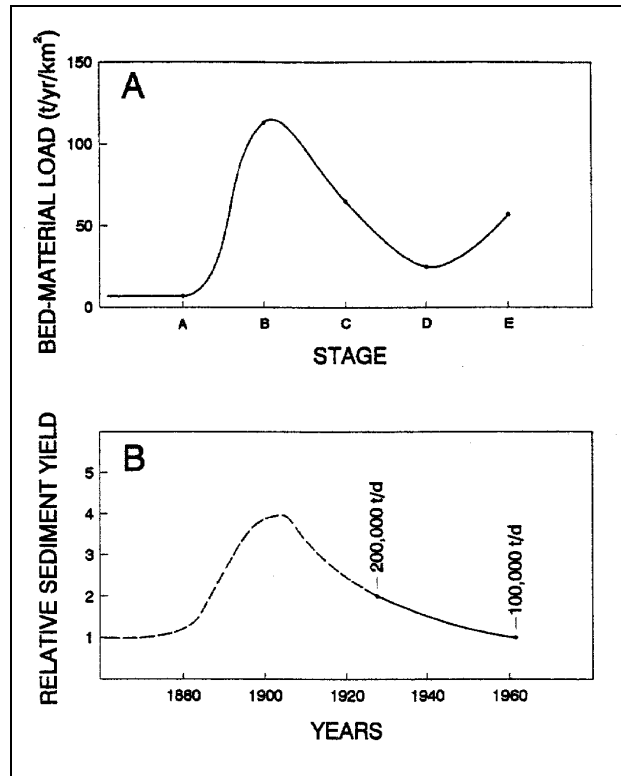 A
BED-MATERIAL LOAD (t/yr/km²)
150
100
50
0
A B C D E
STAGE
B
RELATIVE SEDIMENT YIELD
5
4
3
2
1
200,000 t/d
100,000 t/d
1880 1900 1920 1940 1960
YEARS